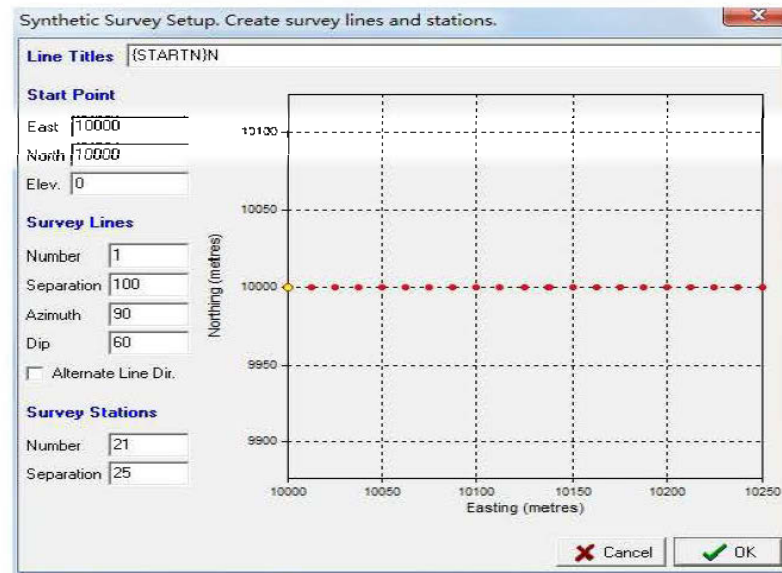 Synthetic Survey Setup. Create survey lines and stations.
Line Titles {STARTN}N
Start Point
East 10000
North 10000
Elev. 0
Survey Lines
Number 1
Separation 100
Azimuth 90
Dip 60
Alternate Line Dir.
Survey Stations
Number 21
Separation 25
Northing (metres)
10100
10050
10000
9950
9900
10000 10050 10100 10150 10200 10250
Easting (metres)
Cancel OK